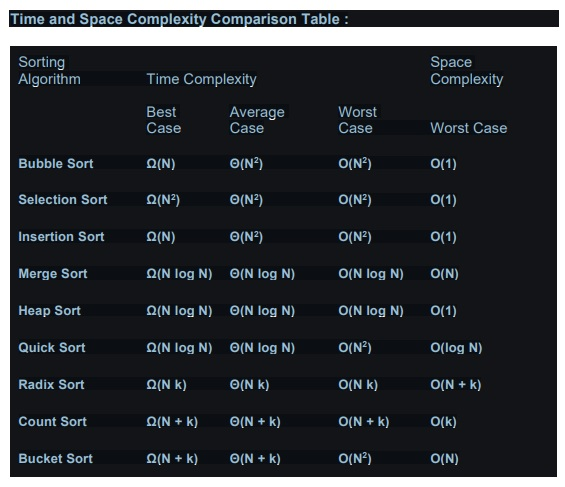 Time and Space Complexity Comparison Table :
Sorting Algorithm Time Complexity Space Complexity
Best Case Average Case Worst Case Worst Case
Bubble Sort Ω(N) Θ(N²) O(N²) O(1)
Selection Sort Ω(N²) Θ(N²) O(N²) O(1)
Insertion Sort Ω(N) Θ(N²) O(N²) O(1)
Merge Sort Ω(N log N) Θ(N log N) O(N log N) O(N)
Heap Sort Ω(N log N) Θ(N log N) O(N log N) O(1)
Quick Sort Ω(N log N) Θ(N log N) O(N²) O(log N)
Radix Sort Ω(N k) Θ(N k) O(N k) O(N + k)
Count Sort Ω(N + k) Θ(N + k) O(N + k) O(k)
Bucket Sort Ω(N + k) Θ(N + k) O(N²) O(N)